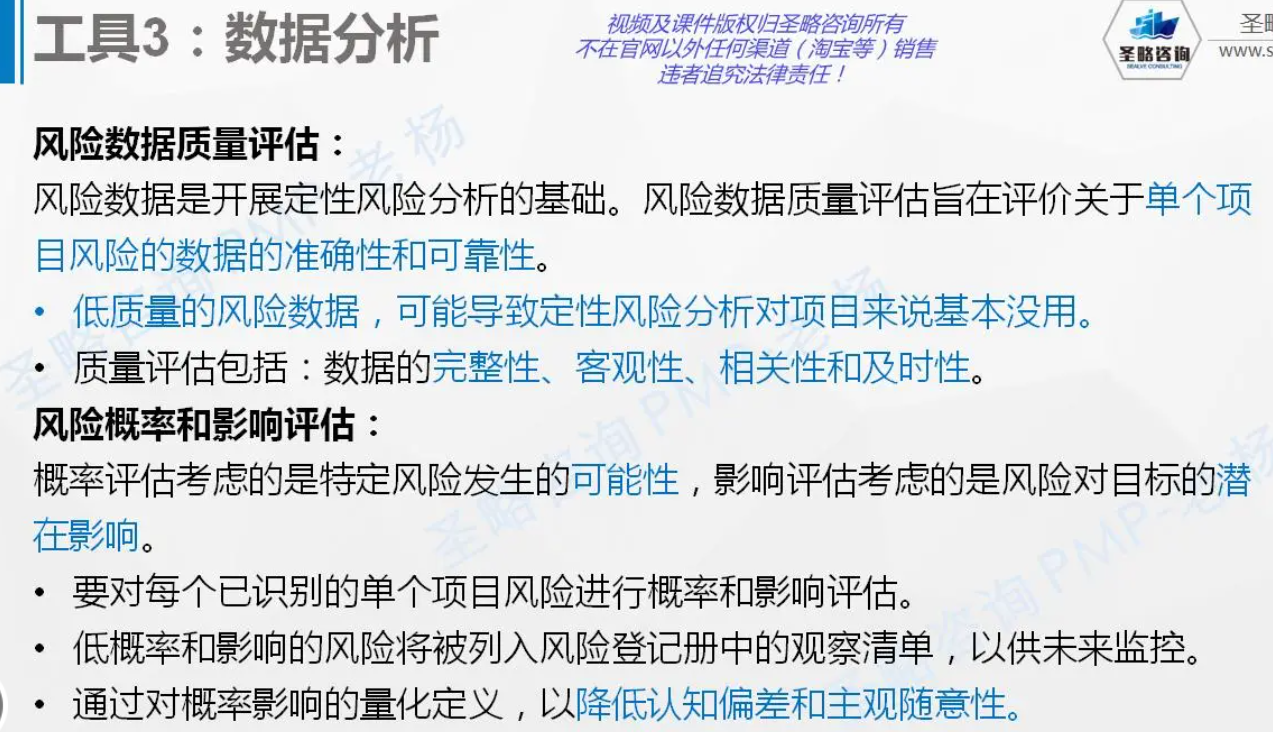 工具3：数据分析
视频及课件版权归圣略咨询所有
不在官网以外任何渠道（淘宝等）销售
违者追究法律责任！
圣略咨询
www.s
风险数据质量评估：
风险数据是开展定性风险分析的基础。风险数据质量评估旨在评价关于单个项
目风险的数据的准确性和可靠性。
• 低质量的风险数据，可能导致定性风险分析对项目来说基本没用。
• 质量评估包括：数据的完整性、客观性、相关性和及时性。
风险概率和影响评估：
概率评估考虑的是特定风险发生的可能性，影响评估考虑的是风险对目标的潜
在影响。
• 要对每个已识别的单个项目风险进行概率和影响评估。
• 低概率和影响的风险将被列入风险登记册中的观察清单，以供未来监控。
• 通过对概率影响的量化定义，以降低认知偏差和主观随意性。
圣略咨询 PMP-老杨
圣略咨询 PMP-老杨